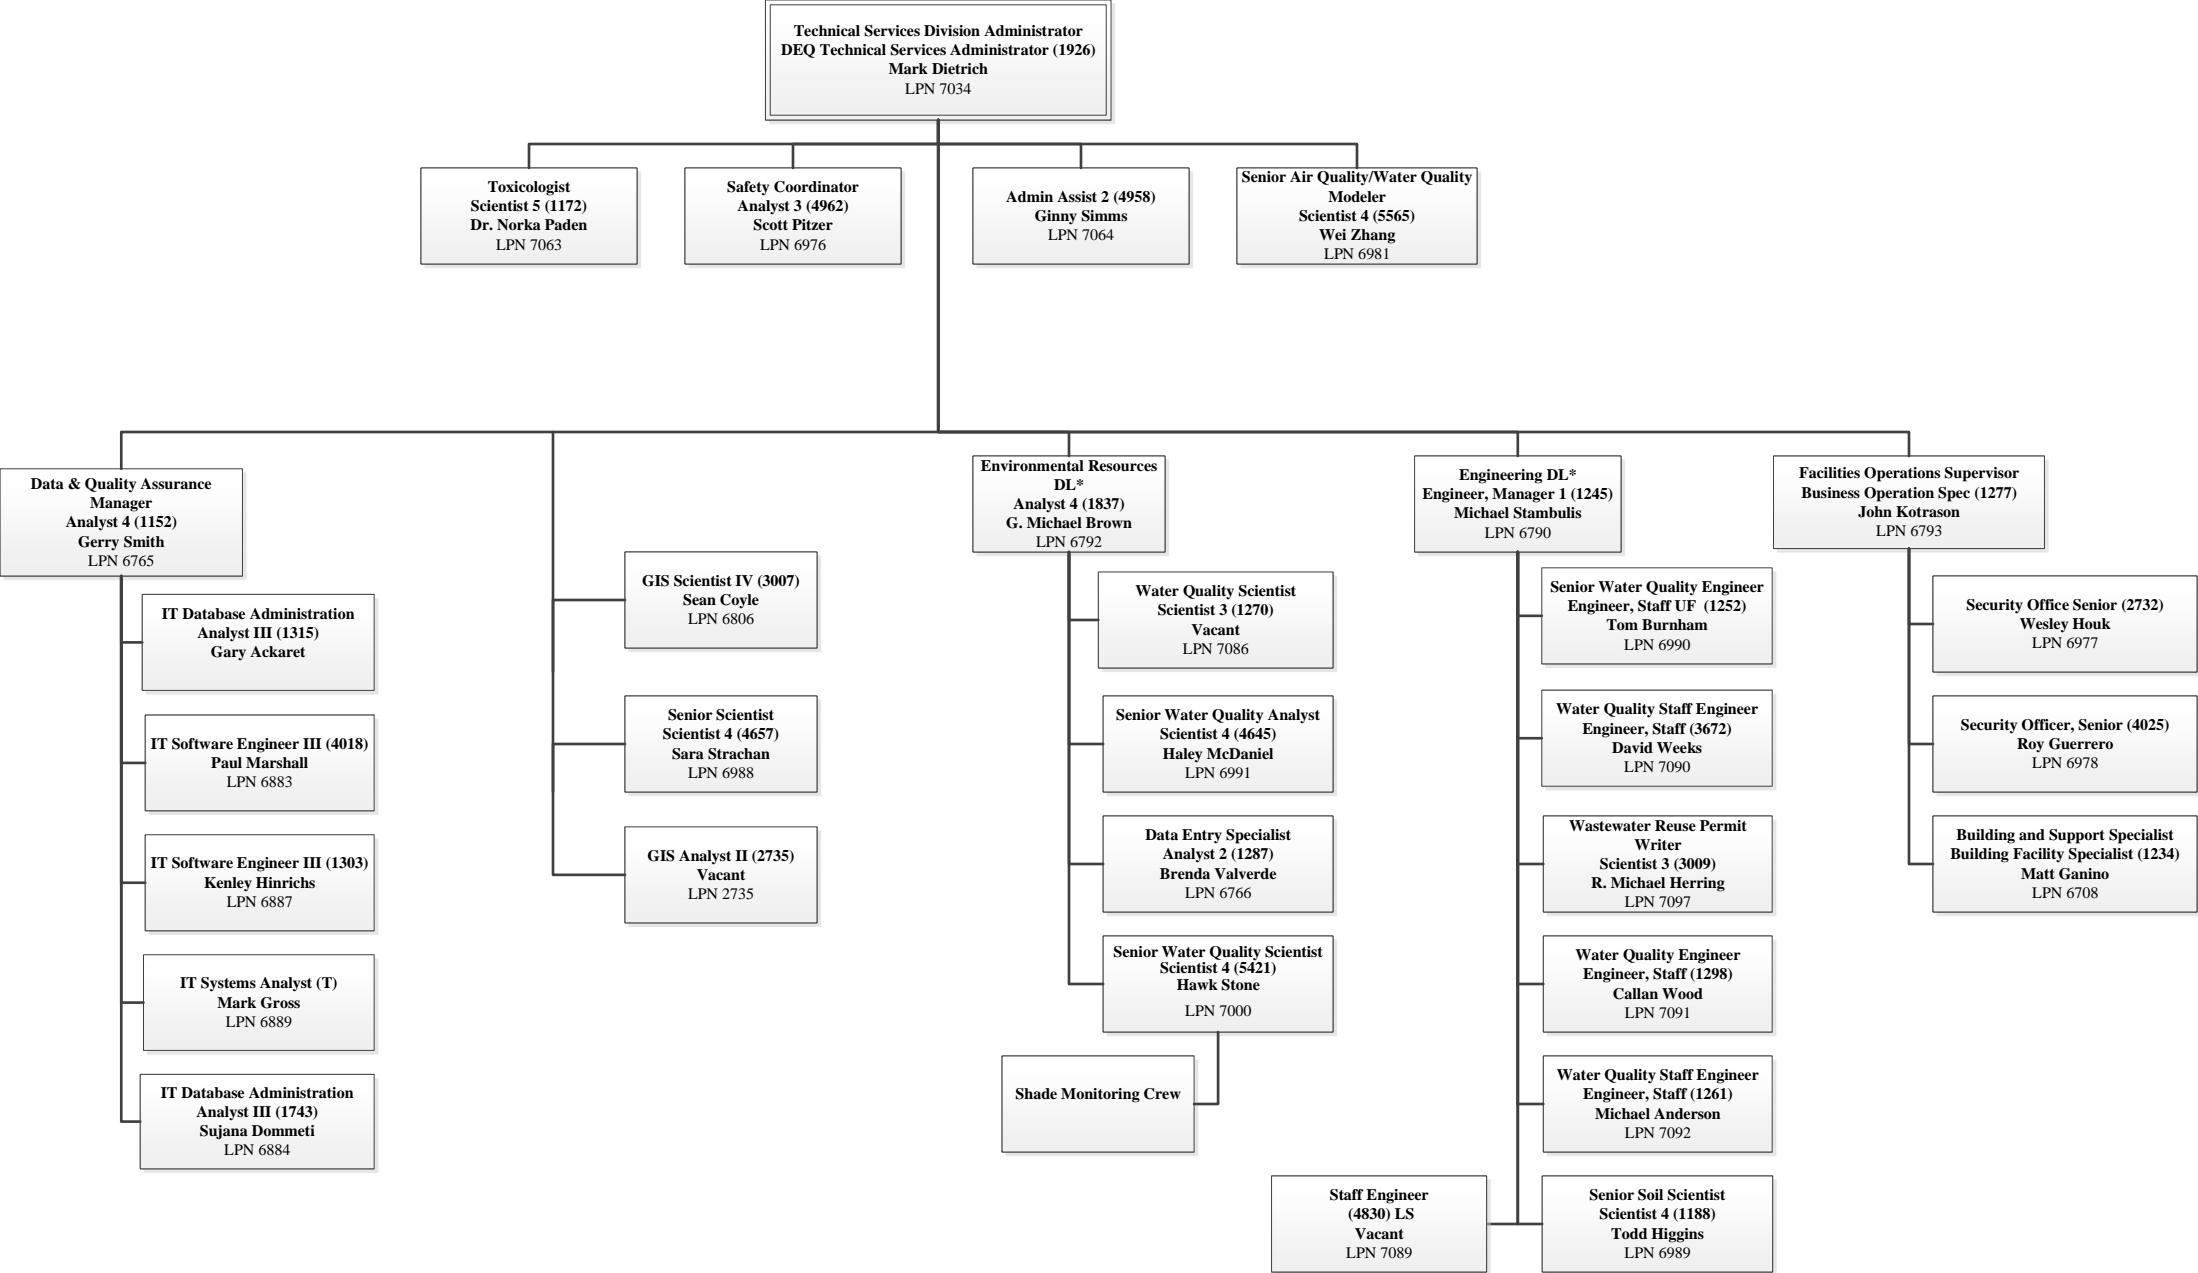 Technical Services Division Administrator
DEQ Technical Services Administrator (1926)
Mark Dietrich
LPN 7034
Toxicologist
Scientist 5 (1172)
Dr. Norka Paden
LPN 7063
Safety Coordinator
Analyst 3 (4962)
Scott Pitzer
LPN 6976
Admin Assist 2 (4958)
Ginny Simms
LPN 7064
Senior Air Quality/Water Quality
Modeler
Scientist 4 (5565)
Wei Zhang
LPN 6981
Data & Quality Assurance
Manager
Analyst 4 (1152)
Gerry Smith
LPN 6765
IT Database Administration
Analyst III (1315)
Gary Ackaret
IT Software Engineer III (4018)
Paul Marshall
LPN 6883
IT Software Engineer III (1303)
Kenley Hinrichs
LPN 6887
IT Systems Analyst (T)
Mark Gross
LPN 6889
IT Database Administration
Analyst III (1743)
Sujana Dommeti
LPN 6884
GIS Scientist IV (3007)
Sean Coyle
LPN 6806
Senior Scientist
Scientist 4 (4657)
Sara Strachan
LPN 6988
GIS Analyst II (2735)
Vacant
LPN 2735
Environmental Resources
DL*
Analyst 4 (1837)
G. Michael Brown
LPN 6792
Water Quality Scientist
Scientist 3 (1270)
Vacant
LPN 7086
Senior Water Quality Analyst
Scientist 4 (4645)
Haley McDaniel
LPN 6991
Data Entry Specialist
Analyst 2 (1287)
Brenda Valverde
LPN 6766
Senior Water Quality Scientist
Scientist 4 (5421)
Hawk Stone
LPN 7000
Shade Monitoring Crew
Engineering DL*
Engineer, Manager 1 (1245)
Michael Stambulis
LPN 6790
Senior Water Quality Engineer
Engineer, Staff UF (1252)
Tom Burnham
LPN 6990
Water Quality Staff Engineer
Engineer, Staff (3672)
David Weeks
LPN 7090
Wastewater Reuse Permit
Writer
Scientist 3 (3009)
R. Michael Herring
LPN 7097
Water Quality Engineer
Engineer, Staff (1298)
Callan Wood
LPN 7091
Water Quality Staff Engineer
Engineer, Staff (1261)
Michael Anderson
LPN 7092
Staff Engineer
(4830) LS
Vacant
LPN 7089
Senior Soil Scientist
Scientist 4 (1188)
Todd Higgins
LPN 6989
Facilities Operations Supervisor
Business Operation Spec (1277)
John Kotrason
LPN 6793
Security Office Senior (2732)
Wesley Houk
LPN 6977
Security Officer, Senior (4025)
Roy Guerrero
LPN 6978
Building and Support Specialist
Building Facility Specialist (1234)
Matt Ganino
LPN 6708